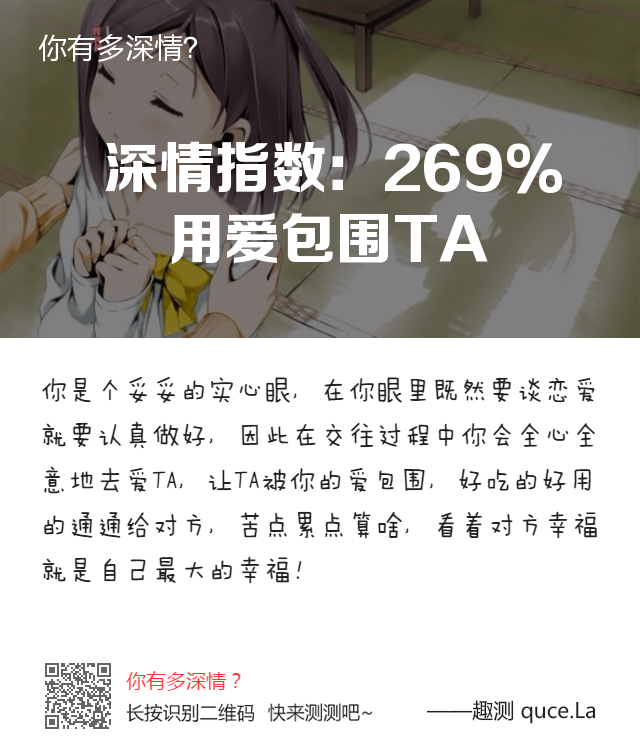 你有多深情?
深情指数：269%
用爱包围TA
你是个妥妥的实心眼，在你眼里既然要谈恋爱
就要认真做好，因此在交往过程中你会全心全
意地去爱TA，让TA被你的爱包围，好吃的好用
的通通给对方，苦点累点算啥，看着对方幸福
就是自己最大的幸福！
你有多深情？
长按识别二维码 快来测测吧~
——趣测 quce.La